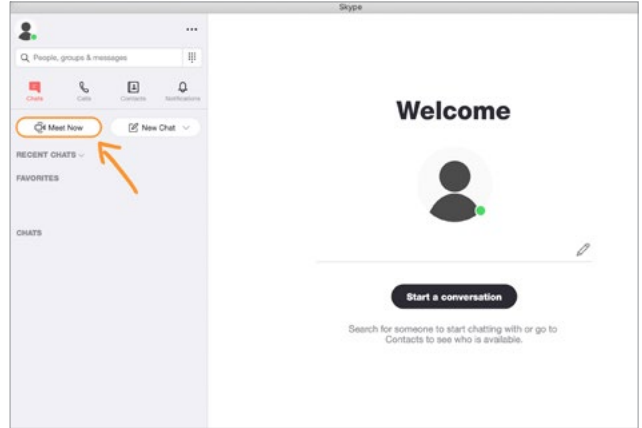 Skype
People, groups & messages
Chats
Calls
Contacts
Notifications
Meet Now
New Chat
RECENT CHATS
FAVORITES
CHATS
Welcome
Start a conversation
Search for someone to start chatting with or go to
Contacts to see who is available.